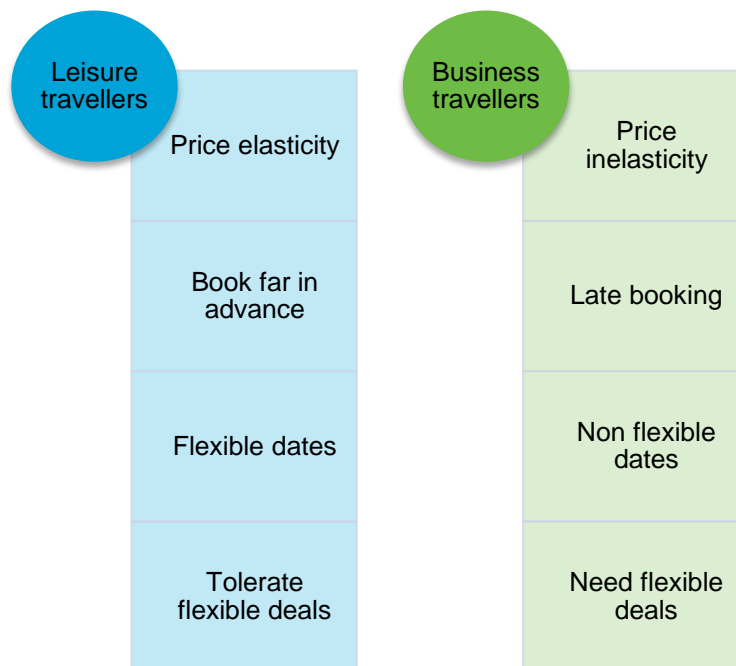 Leisure
travellers
Price elasticity
Book far in
advance
Flexible dates
Tolerate
flexible deals
Business
travellers
Price
inelasticity
Late booking
Non flexible
dates
Need flexible
deals